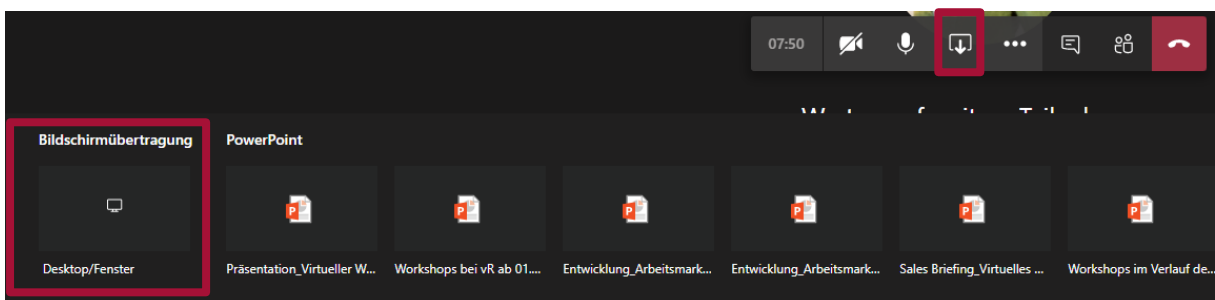 07:50
Bildschirmübertragung
PowerPoint
Desktop/Fenster
Präsentation_Virtueller W...
Workshops bei vR ab 01....
Entwicklung_Arbeitsmark...
Entwicklung_Arbeitsmark...
Sales Briefing_Virtuelles ...
Workshops im Verlauf de...